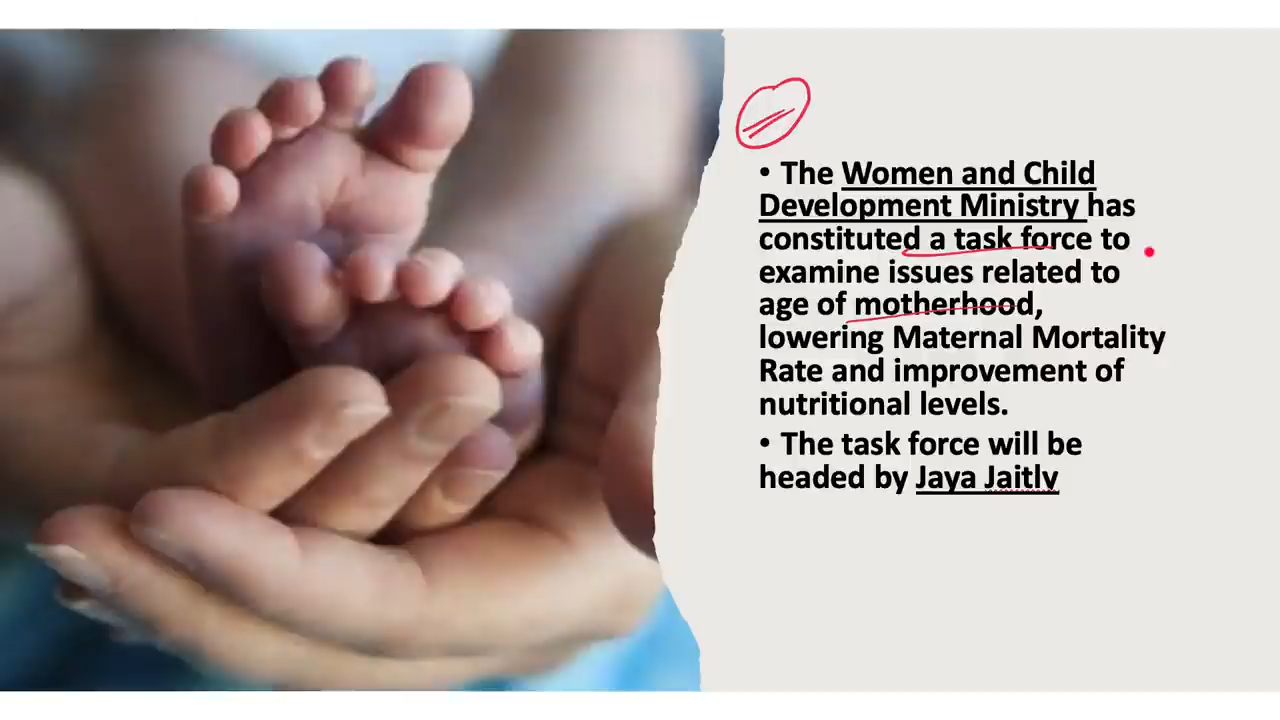 • The Women and Child
Development Ministry has
constituted a task force to
examine issues related to
age of motherhood,
lowering Maternal Mortality
Rate and improvement of
nutritional levels.
• The task force will be
headed by Jaya Jaitly